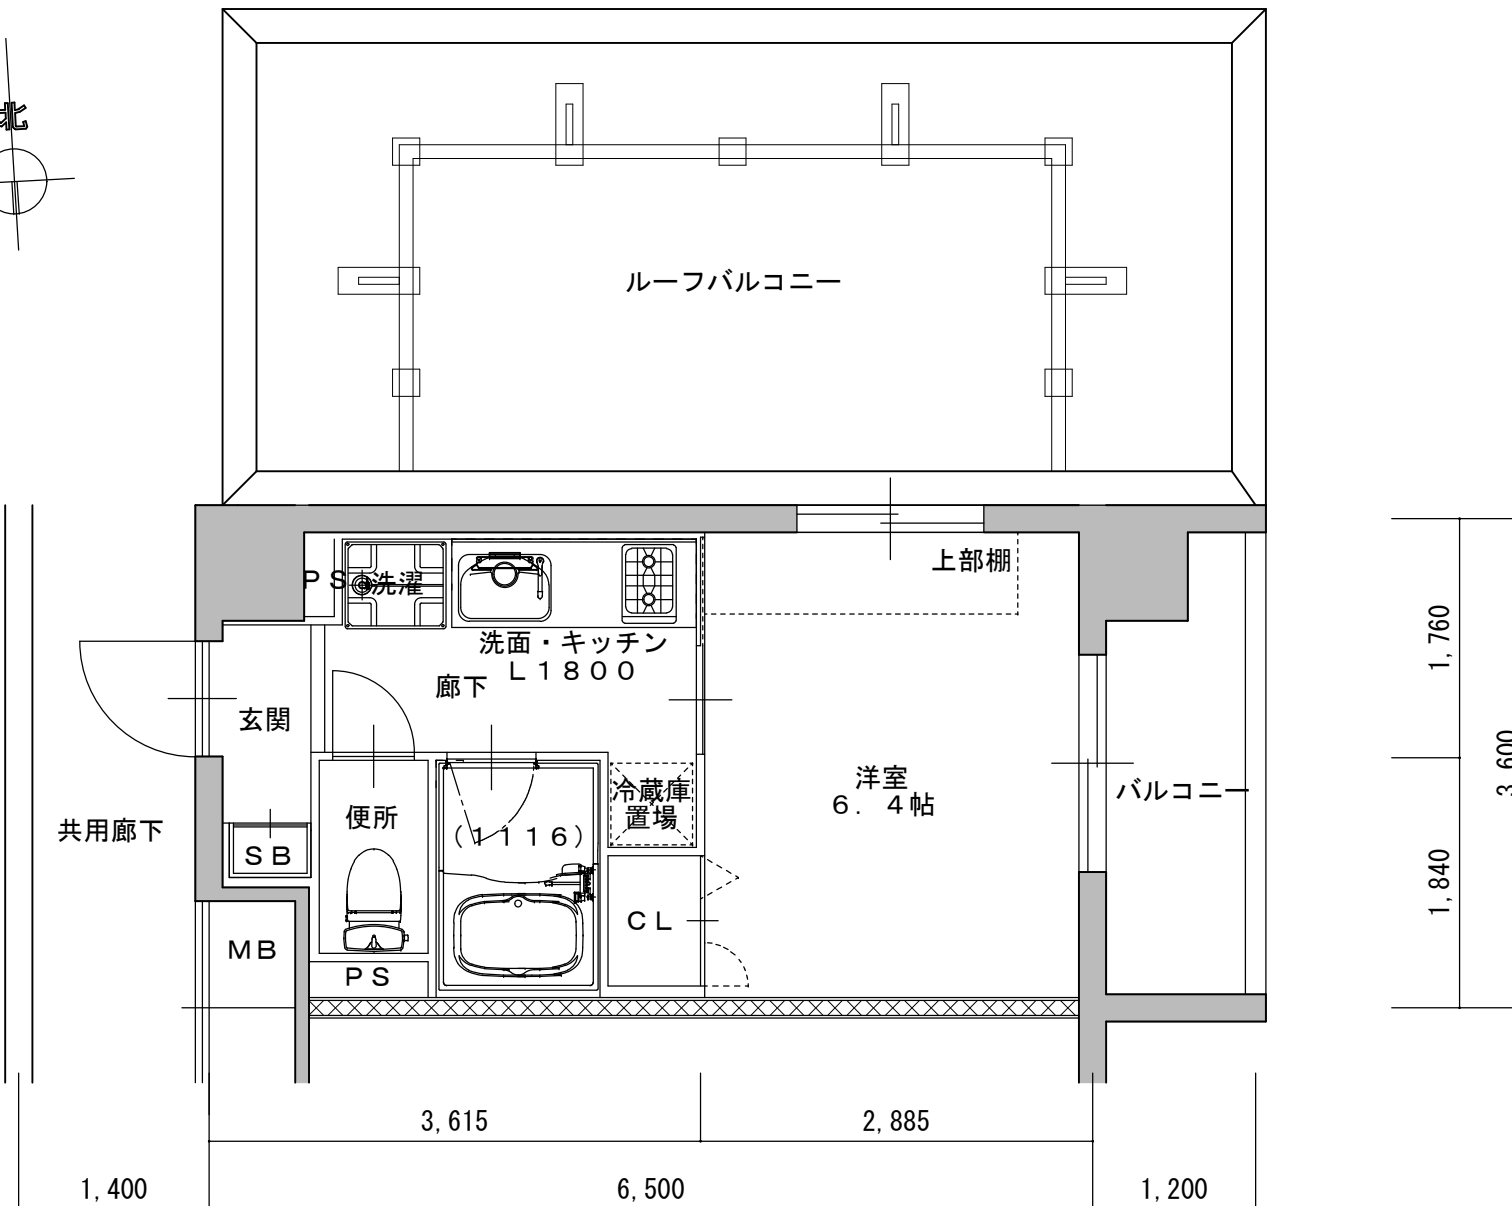 北
ルーフバルコニー
上部棚
PS
洗濯
洗面・キッチン
L1800
廊下
玄関
洋室
6.4帖
バルコニー
冷蔵庫
置場
便所
(1116)
共用廊下
SB
CL
MB
PS
1,760
3,600
1,840
3,615
2,885
1,400
6,500
1,200